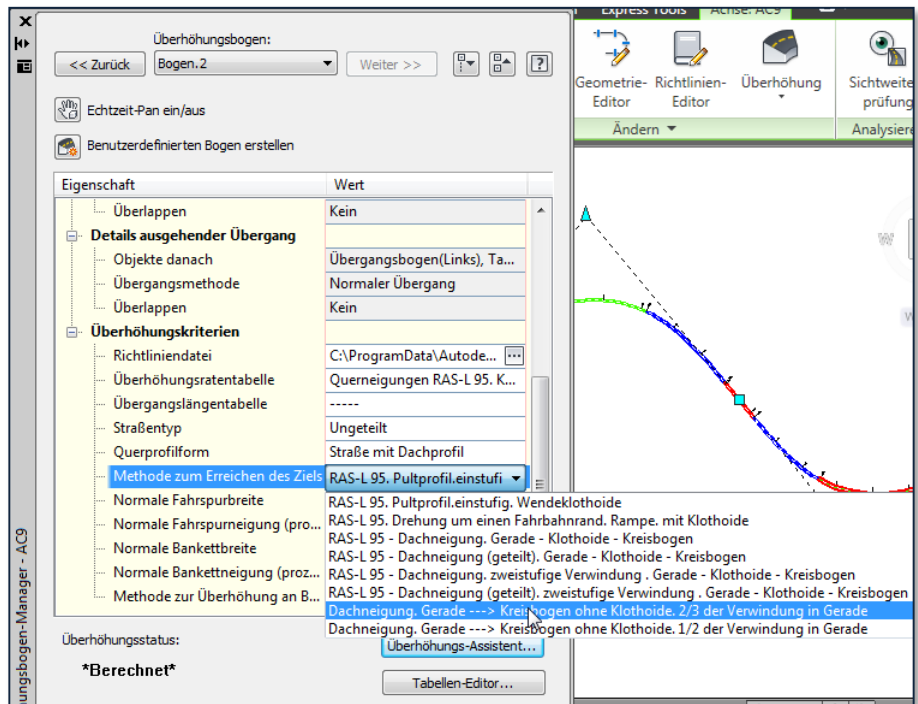 Express Tools Achse: AC9
Überhöhungsbogen:
<< Zurück Bogen.2 Weiter >> ?
Geometrie-Editor Richtlinien-Editor Überhöhung Sichtweite prüfung
Echtzeit-Pan ein/aus
Ändern Analysiere
Benutzerdefinierten Bogen erstellen
Eigenschaft Wert
Überlappen Kein
Details ausgehender Übergang
Objekte danach Übergangsbogen(Links), Ta...
Übergangsmethode Normaler Übergang
Überlappen Kein
Überhöhungskriterien
Richtliniendatei C:\ProgramData\Autode... ...
Überhöhungsratentabelle Querneigungen RAS-L 95. K...
Übergangslängentabelle -----
Straßentyp Ungeteilt
Querprofilform Straße mit Dachprofil
Methode zum Erreichen des Ziels RAS-L 95. Pultprofil.einstufi
Normale Fahrspurbreite
Normale Fahrspurneigung (pro...
Normale Bankettbreite
Normale Bankettneigung (proz...
Methode zur Überhöhung an B...
RAS-L 95. Pultprofil.einstufig. Wendeklothoide
RAS-L 95. Drehung um einen Fahrbahnrand. Rampe. mit Klothoide
RAS-L 95 - Dachneigung. Gerade - Klothoide - Kreisbogen
RAS-L 95 - Dachneigung (geteilt). Gerade - Klothoide - Kreisbogen
RAS-L 95 - Dachneigung. zweistufige Verwindung . Gerade - Klothoide - Kreisbogen
RAS-L 95 - Dachneigung (geteilt). zweistufige Verwindung . Gerade - Klothoide - Kreisbogen
Dachneigung. Gerade ---> Kreisbogen ohne Klothoide. 2/3 der Verwindung in Gerade
Dachneigung. Gerade ---> Kreisbogen ohne Klothoide. 1/2 der Verwindung in Gerade
Überhöhungsstatus:
*Berechnet*
Überhöhungs-Assistent...
Tabellen-Editor...
ungsbogen-Manager - AC9
W
W